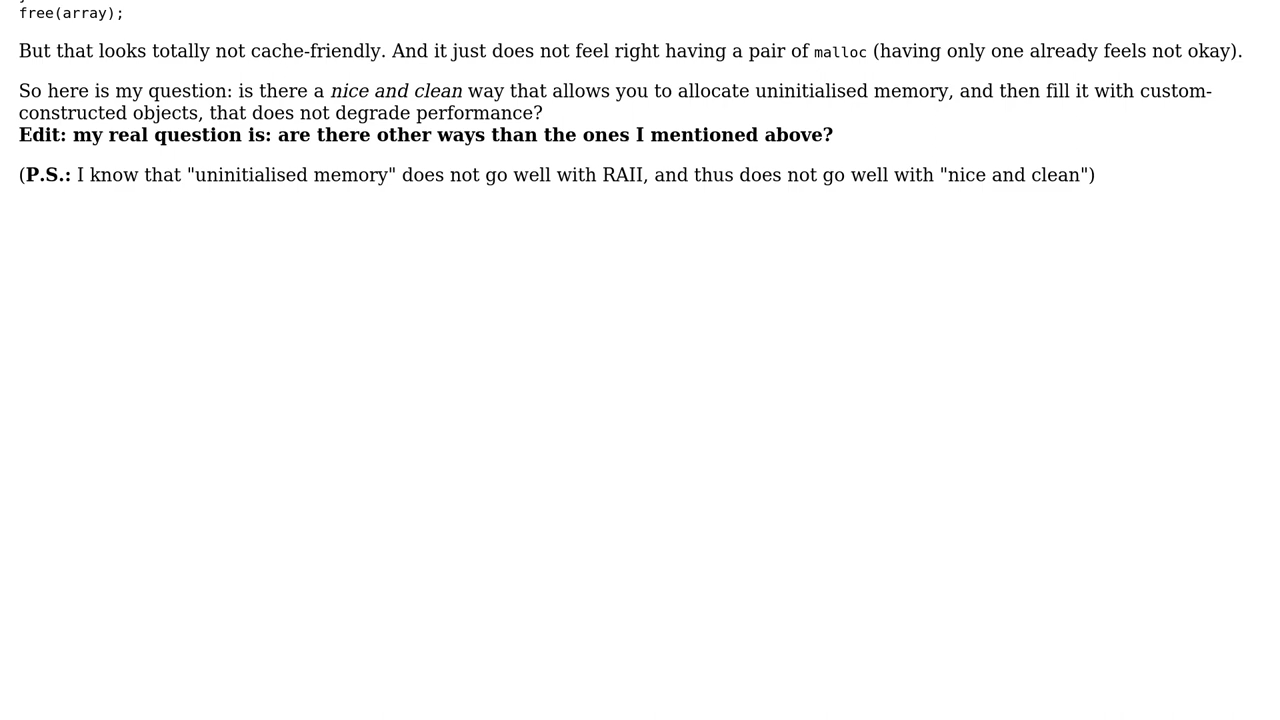 free(array);
But that looks totally not cache-friendly. And it just does not feel right having a pair of malloc (having only one already feels not okay).
So here is my question: is there a nice and clean way that allows you to allocate uninitialised memory, and then fill it with custom-
constructed objects, that does not degrade performance?
Edit: my real question is: are there other ways than the ones I mentioned above?
(P.S.: I know that "uninitialised memory" does not go well with RAII, and thus does not go well with "nice and clean")